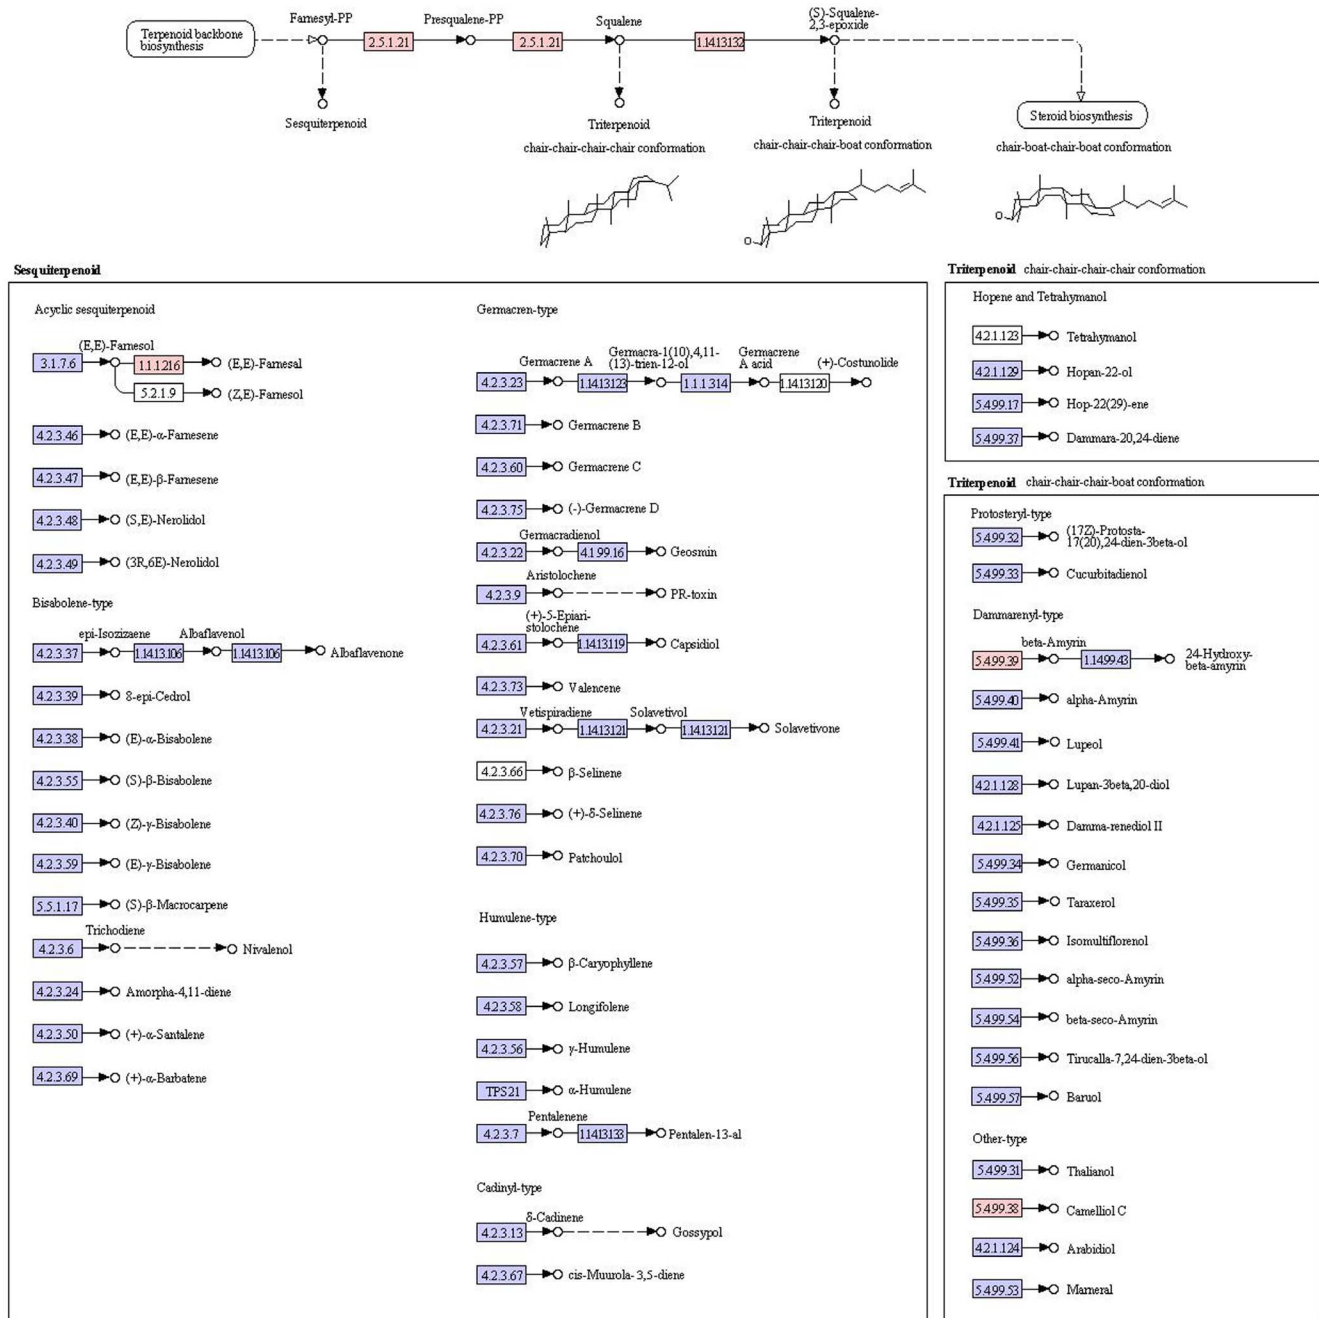 Terpenoid backbone
biosynthesis
Farnesyl-PP
2.5.1.21
Presqualene-PP
2.5.1.21
Squalene
1.14.13132
(S)-Squalene-
2,3-epoxide
Sesquiterpenoid
Triterpenoid
chair-chair-chair-chair conformation
Triterpenoid
chair-chair-chair-boat conformation
Steroid biosynthesis
chair-boat-chair-boat conformation
O
O
Sesquiterpenoid
Acyclic sesquiterpenoid
(E,E)-Farnesol
3.1.7.6
1.1.1.216
(E,E)-Farnesal
5.2.1.9
(Z,E)-Farnesol
4.2.3.46
(E,E)-α-Farnesene
4.2.3.47
(E,E)-β-Farnesene
4.2.3.48
(S,E)-Nerolidol
4.2.3.49
(3R,6E)-Nerolidol
Bisabolene-type
epi-Isozizaene
Albaflavenol
4.2.3.37
1.14.13.106
1.14.13.106
Albaflavenone
4.2.3.39
8-epi-Cedrol
4.2.3.38
(E)-α-Bisabolene
4.2.3.55
(S)-β-Bisabolene
4.2.3.40
(Z)-γ-Bisabolene
4.2.3.59
(E)-γ-Bisabolene
5.5.1.17
(S)-β-Macrocarpene
Trichodiene
4.2.3.6
Nivalenol
4.2.3.24
Amorpha-4,11-diene
4.2.3.50
(+)-α-Santalene
4.2.3.69
(+)-α-Barbatene
Germacren-type
Germacrene A
Germacra-1(10),4,11-
(13)-trien-12-ol
Germacrene
A acid
(+)-Costunolide
4.2.3.23
1.14.13123
1.1.1.314
1.14.13120
4.2.3.71
Germacrene B
4.2.3.60
Germacrene C
4.2.3.75
(-)-Germacrene D
Germacradienol
4.2.3.22
4.1.99.16
Geosmin
Aristolochene
4.2.3.9
PR-toxin
(+)-5-Epiari-
stolochene
4.2.3.61
1.14.13119
Capsidiol
4.2.3.73
Valencene
Vetispiradiene
Solavetivol
4.2.3.21
1.14.13121
1.14.13121
Solavetivone
4.2.3.66
β-Selinene
4.2.3.76
(+)-δ-Selinene
4.2.3.70
Patchoulol
Humulene-type
4.2.3.57
β-Caryophyllene
4.2.3.58
Longifolene
4.2.3.56
γ-Humulene
TPS21
α-Humulene
Pentalenene
4.2.3.7
1.14.13133
Pentalen-13-al
Cadinyl-type
δ-Cadinene
4.2.3.13
Gossypol
4.2.3.67
cis-Muurola-3,5-diene
Triterpenoid chair-chair-chair-chair conformation
Hopene and Tetrahymanol
4.2.1.123
Tetrahymanol
4.2.1.129
Hopan-22-ol
5.4.99.17
Hop-22(29)-ene
5.4.99.37
Dammara-20,24-diene
Triterpenoid chair-chair-chair-boat conformation
Protosteryl-type
5.4.99.32
(17Z)-Protosta-
17(20),24-dien-3beta-ol
5.4.99.33
Cucurbitadienol
Dammarenyl-type
beta-Amyrin
5.4.99.39
1.14.99.43
24-Hydroxy-
beta-amyrin
5.4.99.40
alpha-Amyrin
5.4.99.41
Lupeol
4.2.1.128
Lupan-3beta,20-diol
4.2.1.125
Damma-renediol II
5.4.99.34
Germanicol
5.4.99.35
Taraxerol
5.4.99.36
Isomultiflorenol
5.4.99.52
alpha-seco-Amyrin
5.4.99.54
beta-seco-Amyrin
5.4.99.56
Tirucalla-7,24-dien-3beta-ol
5.4.99.57
Baruol
Other-type
5.4.99.31
Thalianol
5.4.99.38
Camelliol C
4.2.1.124
Arabidiol
5.4.99.53
Marneral